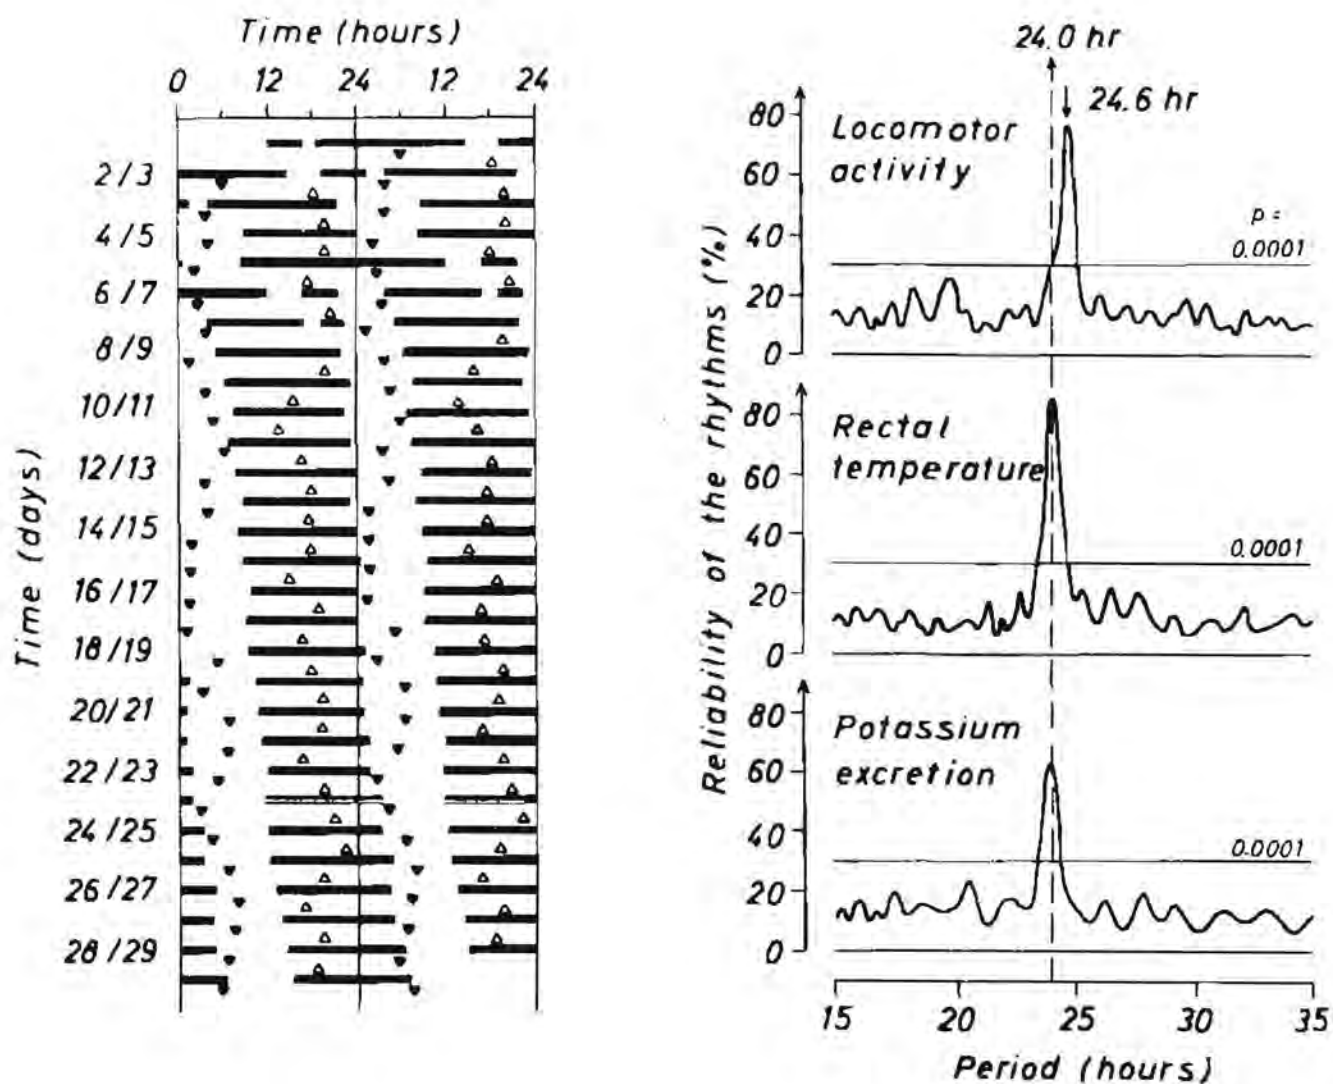 Time (hours)
0 12 24 12 24
Time (days)
2/3
4/5
6/7
8/9
10/11
12/13
14/15
16/17
18/19
20/21
22/23
24/25
26/27
28/29
24.0 hr
24.6 hr
Reliability of the rhythms (%)
80
60
40
20
0
Locomotor
activity
p =
0.0001
80
60
40
20
0
Rectal
temperature
0.0001
80
60
40
20
0
Potassium
excretion
0.0001
15 20 25 30 35
Period (hours)